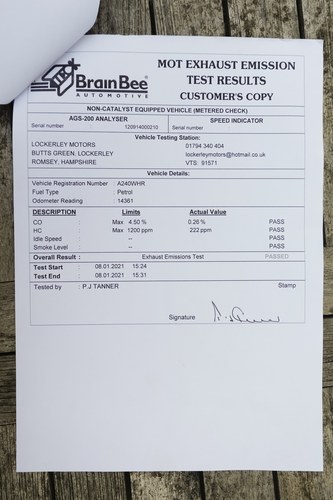 BrainBee
AUTOMOTIVE
MOT EXHAUST EMISSION
TEST RESULTS
CUSTOMER'S COPY
NON-CATALYST EQUIPPED VEHICLE (METERED CHECK)
AGS-200 ANALYSER SPEED INDICATOR
Serial number : 120914000210 Serial number :
Vehicle Testing Station:
LOCKERLEY MOTORS 01794 340 404
BUTTS GREEN, LOCKERLEY lockerleymotors@hotmail.co.uk
ROMSEY, HAMPSHIRE VTS: 91571
Vehicle Details:
Vehicle Registration Number : A240WHR
Fuel Type : Petrol
Odometer Reading : 14361
DESCRIPTION Limits Actual Value
CO : Max 4.50 % 0.26 % PASS
HC : Max 1200 ppm 222 ppm PASS
Idle Speed : -- PASS
Smoke Level : -- PASS
Overall Result : Exhaust Emissions Test PASSED
Test Start : 08.01.2021 15:24
Test End : 08.01.2021 15:31
Tested by : P.J TANNER Stamp
Signature